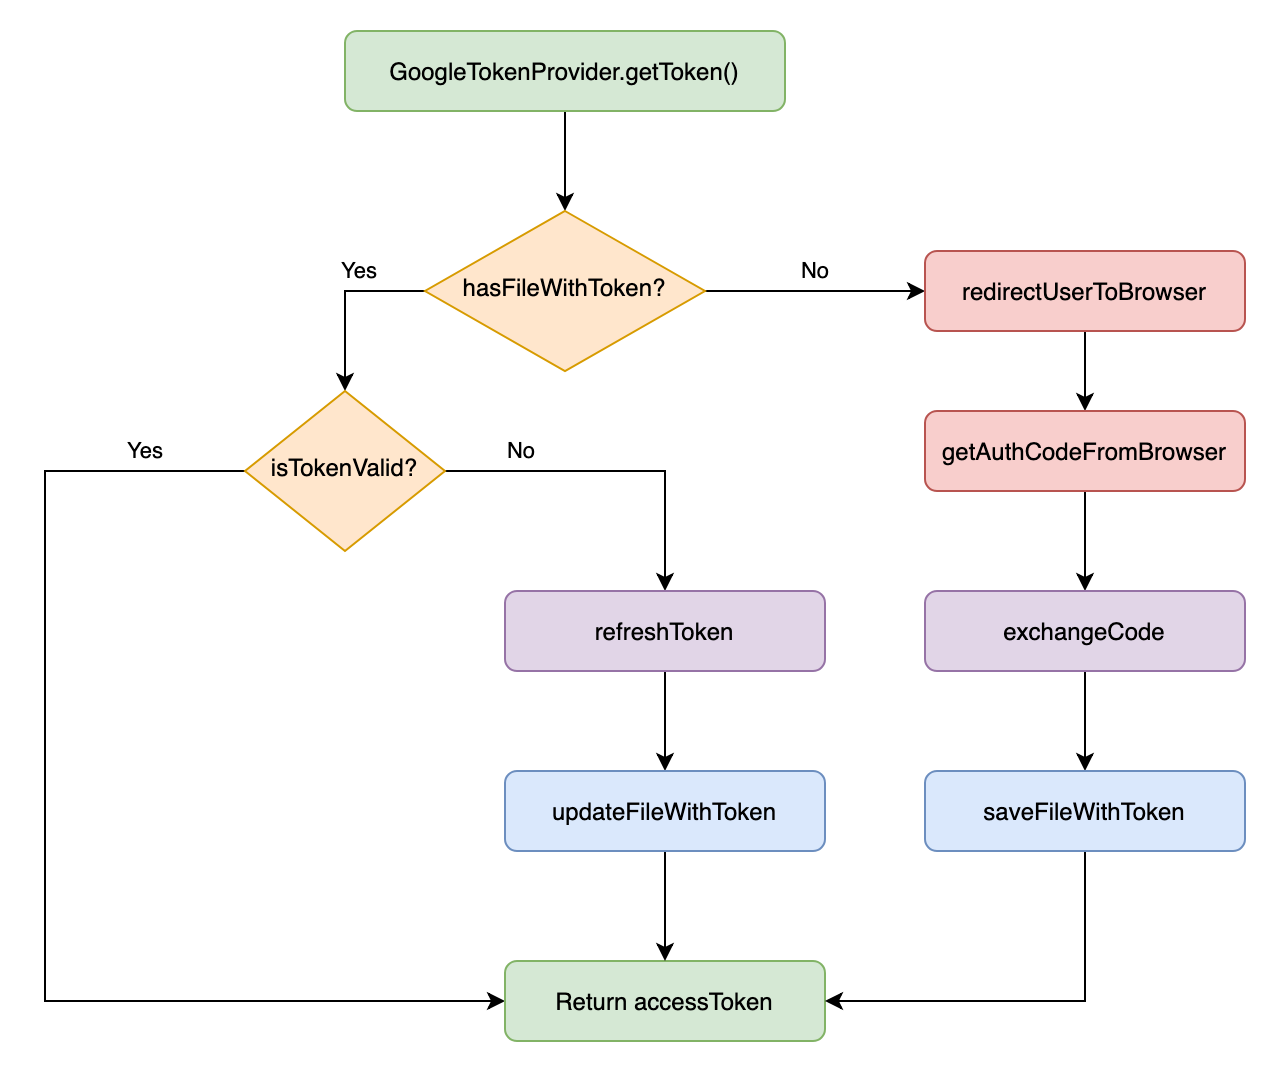 GoogleTokenProvider.getToken()
Yes
hasFileWithToken?
No
redirectUserToBrowser
Yes
isTokenValid?
No
getAuthCodeFromBrowser
refreshToken
exchangeCode
updateFileWithToken
saveFileWithToken
Return accessToken